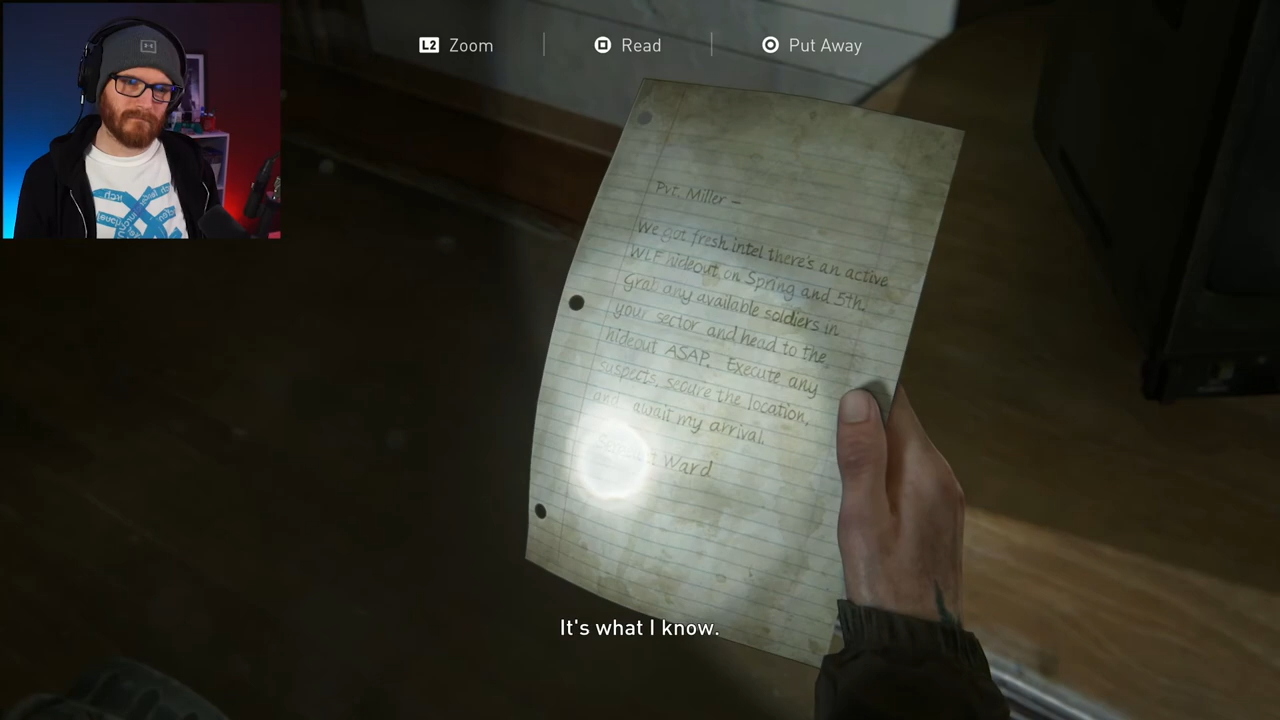 L2 Zoom | Read | Put Away
Pvt. Miller –
We got fresh intel there's an active
WLF hideout on Spring and 5th.
Grab any available soldiers in
your sector and head to the
hideout ASAP. Execute any
suspects, secure the location,
and await my arrival.
Ward
It's what I know.